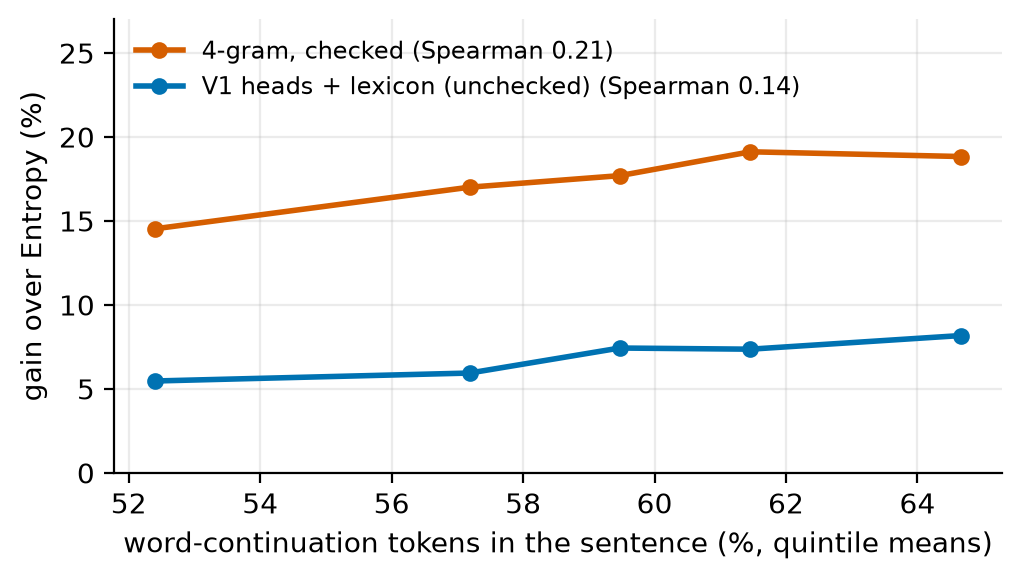 4-gram, checked (Spearman 0.21)
V1 heads + lexicon (unchecked) (Spearman 0.14)
gain over Entropy (%)
25
20
15
10
5
0
52 54 56 58 60 62 64
word-continuation tokens in the sentence (%, quintile means)